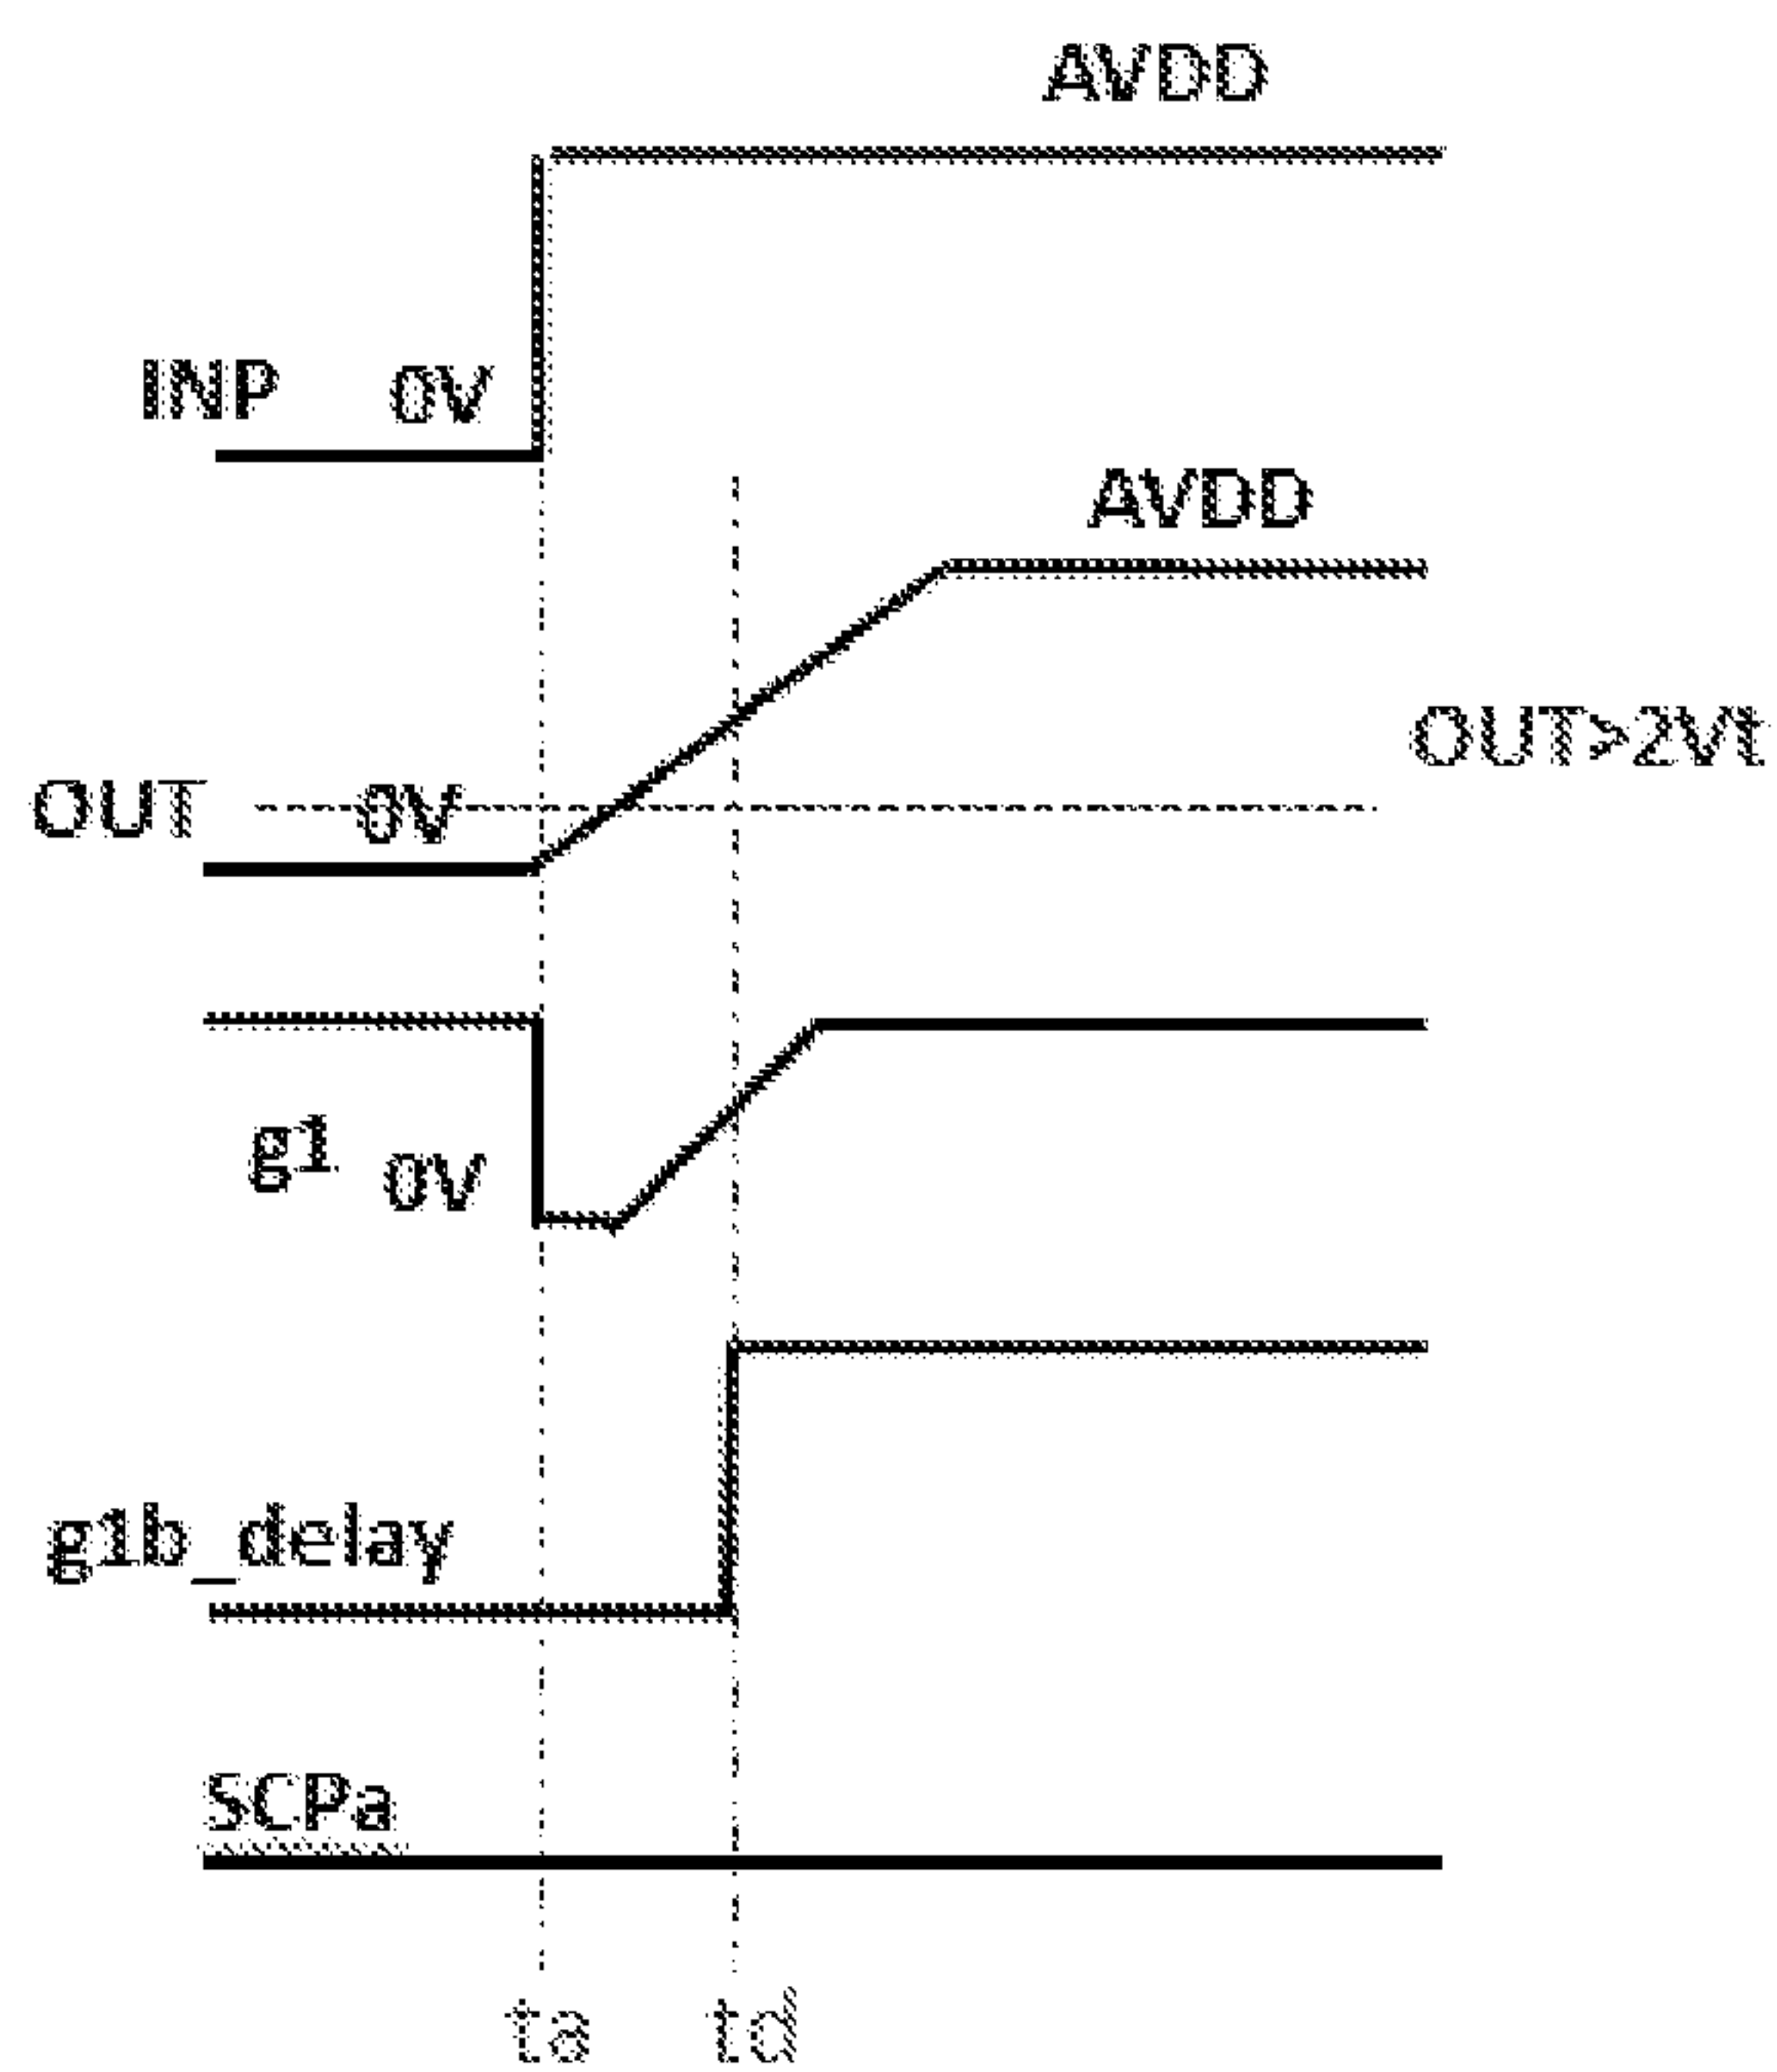 AVDD
INP 0V
AVDD
OUT>2Vt
OUT 0V
g1 0V
g1b_delay
SCPa
ta td